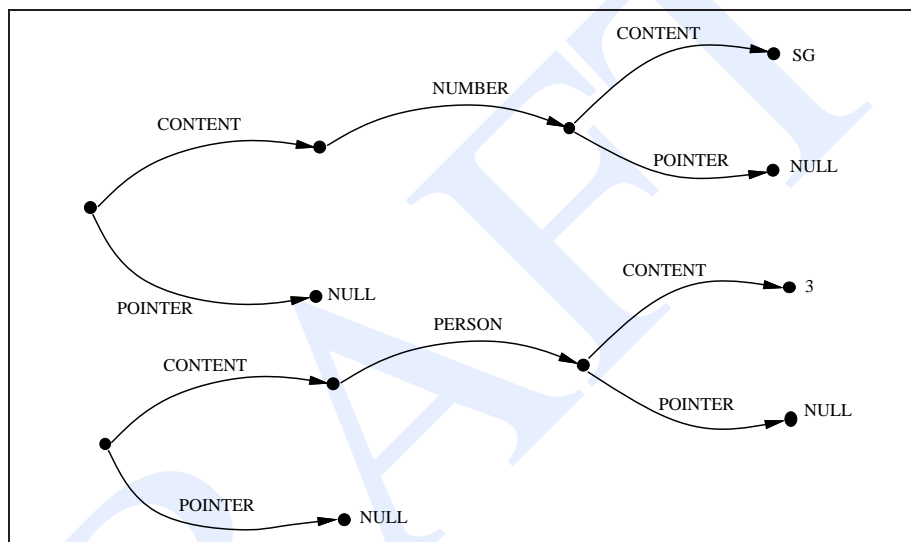 CONTENT
SG
NUMBER
CONTENT
POINTER
NULL
POINTER
NULL
CONTENT
3
PERSON
CONTENT
POINTER
NULL
POINTER
NULL